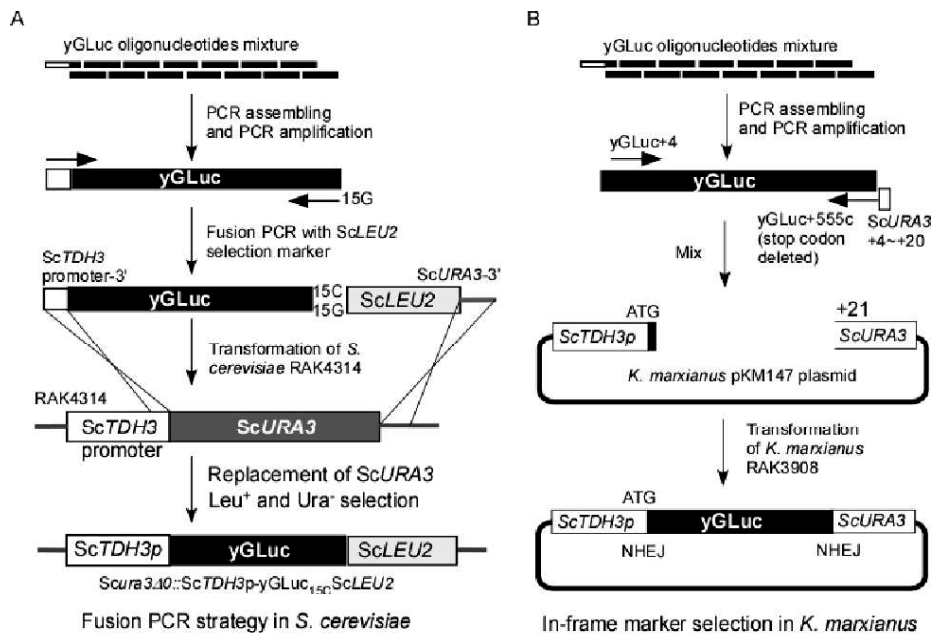 A
yGLuc oligonucleotides mixture
PCR assembling
and PCR amplification
yGLuc
15G
Fusion PCR with ScLEU2
selection marker
ScTDH3
promoter-3'
ScURA3-3'
yGLuc
15C
15G
ScLEU2
Transformation of S.
cerevisiae RAK4314
RAK4314
ScTDH3
promoter
ScURA3
Replacement of ScURA3
Leu⁺ and Ura⁻ selection
ScTDH3p
yGLuc
ScLEU2
Scura3Δ0::ScTDH3p-yGLuc₁₅CScLEU2
Fusion PCR strategy in S. cerevisiae
B
yGLuc oligonucleotides mixture
PCR assembling
and PCR amplification
yGLuc+4
yGLuc
yGLuc+555c
(stop codon
deleted)
ScURA3
+4~+20
Mix
ATG
+21
ScTDH3p
ScURA3
K. marxianus pKM147 plasmid
Transformation
of K. marxianus
RAK3908
ATG
ScTDH3p
yGLuc
ScURA3
NHEJ
NHEJ
In-frame marker selection in K. marxianus